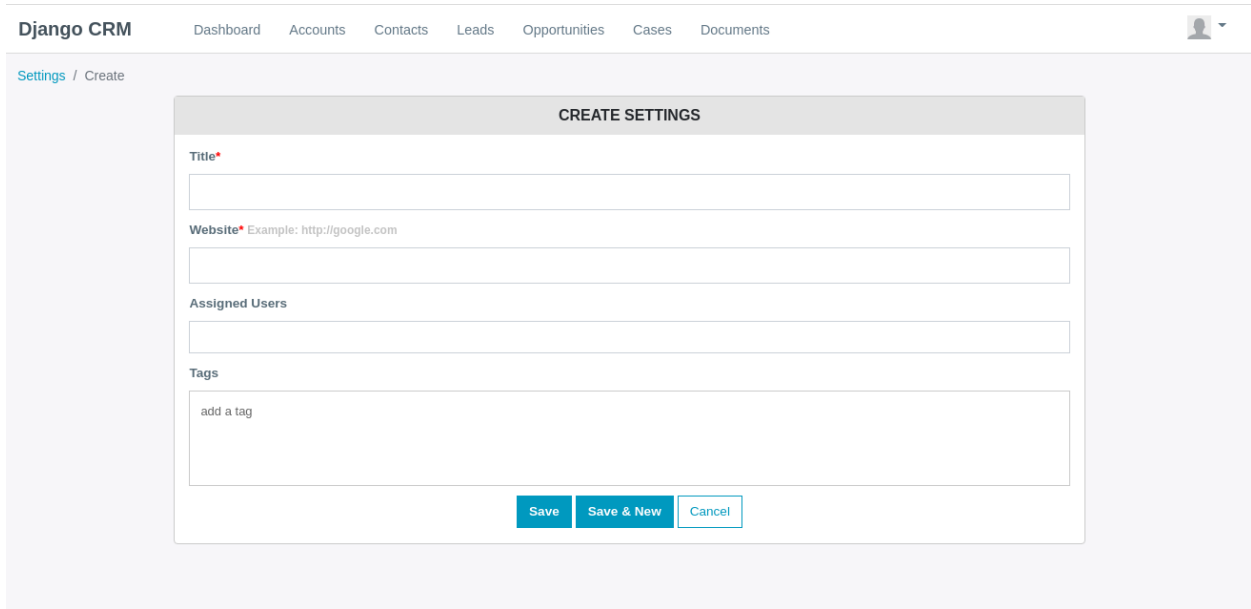 Django CRM Dashboard Accounts Contacts Leads Opportunities Cases Documents
Settings / Create
CREATE SETTINGS
Title*
Website* Example: http://google.com
Assigned Users
Tags
add a tag
Save Save & New Cancel